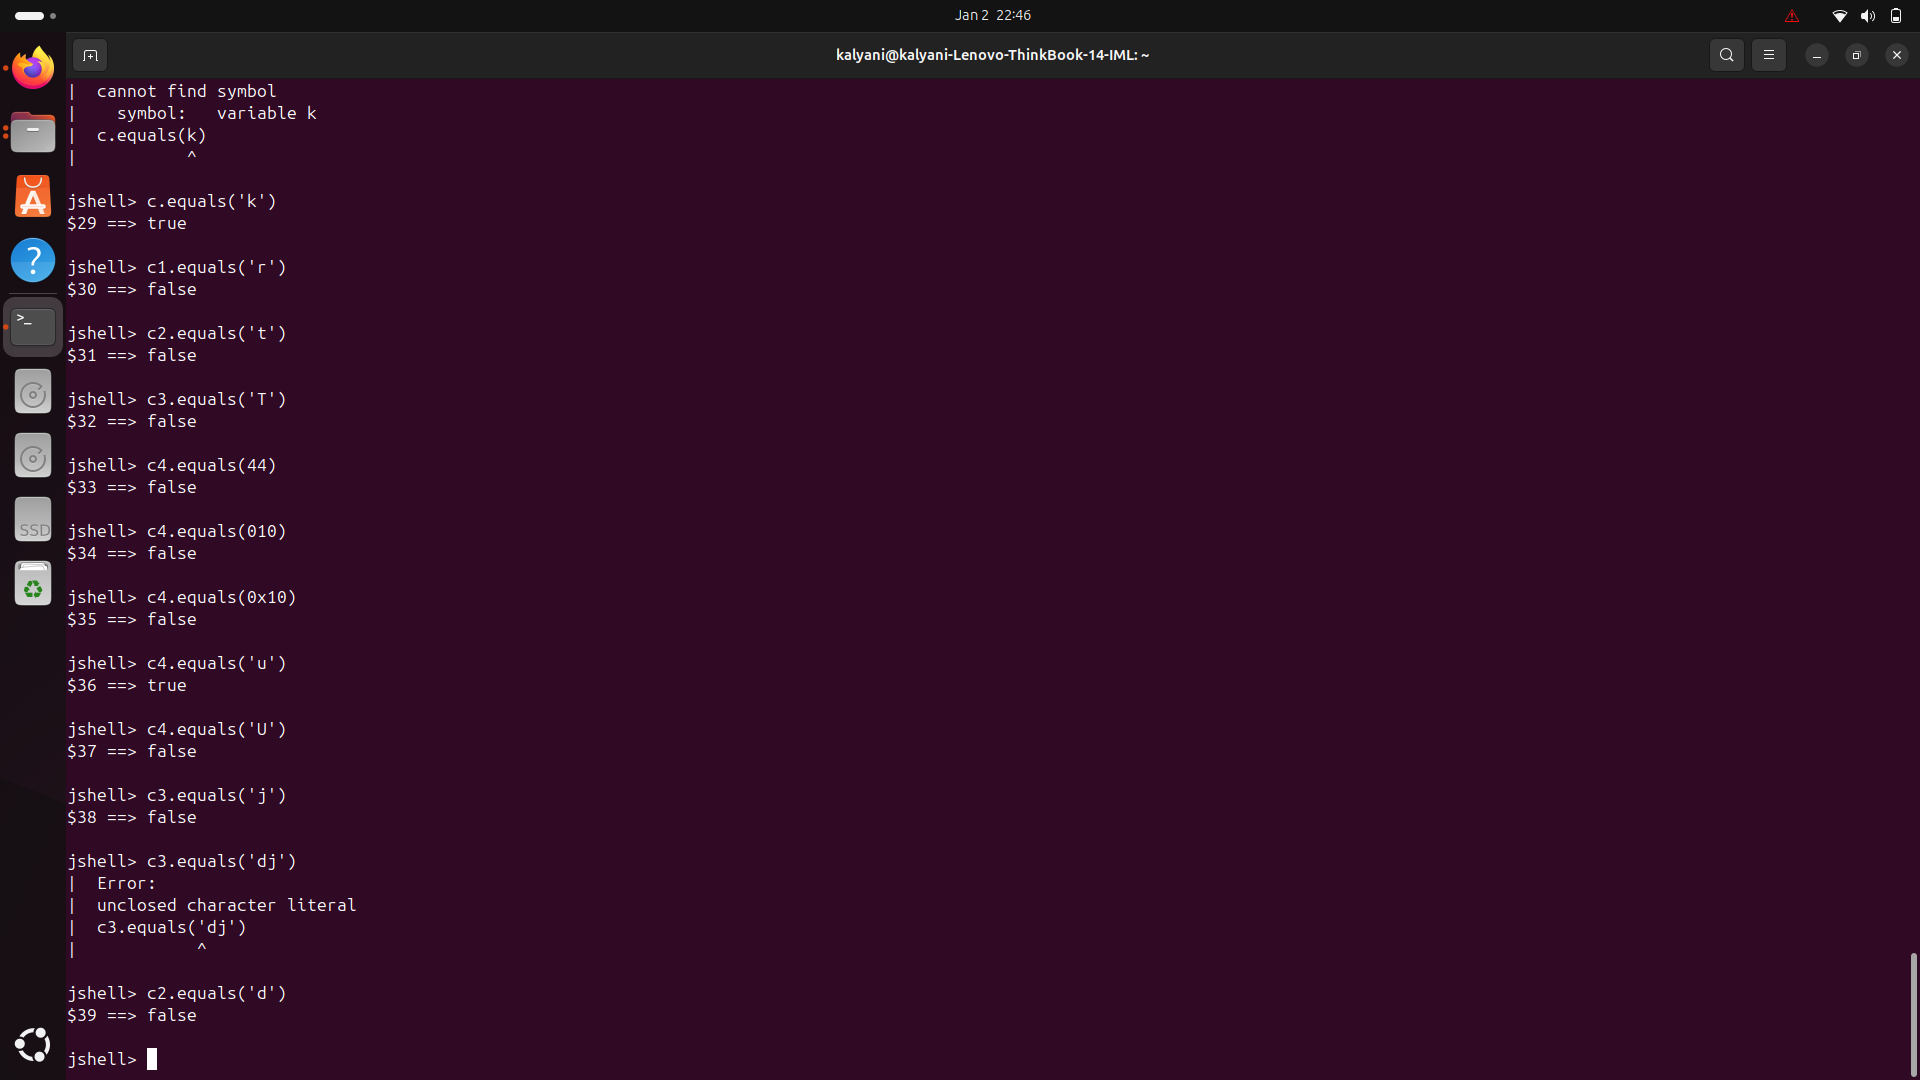 Jan 2 22:46
kalyani@kalyani-Lenovo-ThinkBook-14-IML: ~
| cannot find symbol
|   symbol:   variable k
| c.equals(k)
|          ^
jshell> c.equals('k')
$29 ==> true
jshell> c1.equals('r')
$30 ==> false
jshell> c2.equals('t')
$31 ==> false
jshell> c3.equals('T')
$32 ==> false
jshell> c4.equals(44)
$33 ==> false
jshell> c4.equals(010)
$34 ==> false
jshell> c4.equals(0x10)
$35 ==> false
jshell> c4.equals('u')
$36 ==> true
jshell> c4.equals('U')
$37 ==> false
jshell> c3.equals('j')
$38 ==> false
jshell> c3.equals('dj')
| Error:
| unclosed character literal
| c3.equals('dj')
|           ^
jshell> c2.equals('d')
$39 ==> false
jshell>
>_
SSD